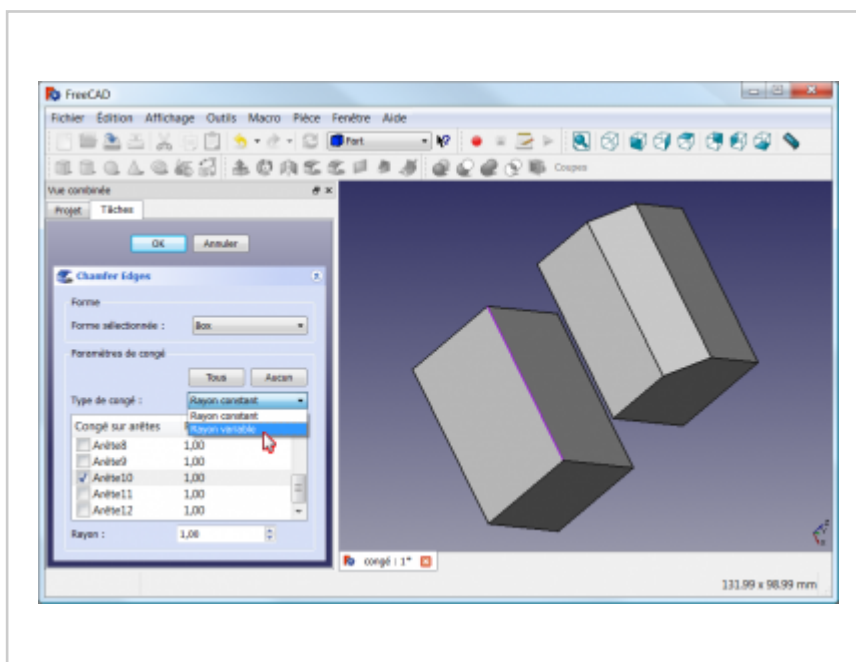 FreeCAD
Fichier Édition Affichage Outils Macro Pièce Fenêtre Aide
Part
Coupes
Vue combinée
Projet Tâches
OK Annuler
Chamfer Edges
Forme
Forme sélectionnée : Box
Paramètres de congé
Tous Aucun
Type de congé : Rayon constant
Rayon constant
Rayon variable
Congé sur arêtes
Arête8 1,00
Arête9 1,00
Arête10 1,00
Arête11 1,00
Arête12 1,00
Rayon : 1,00
congé : 1*
131.99 x 98.99 mm